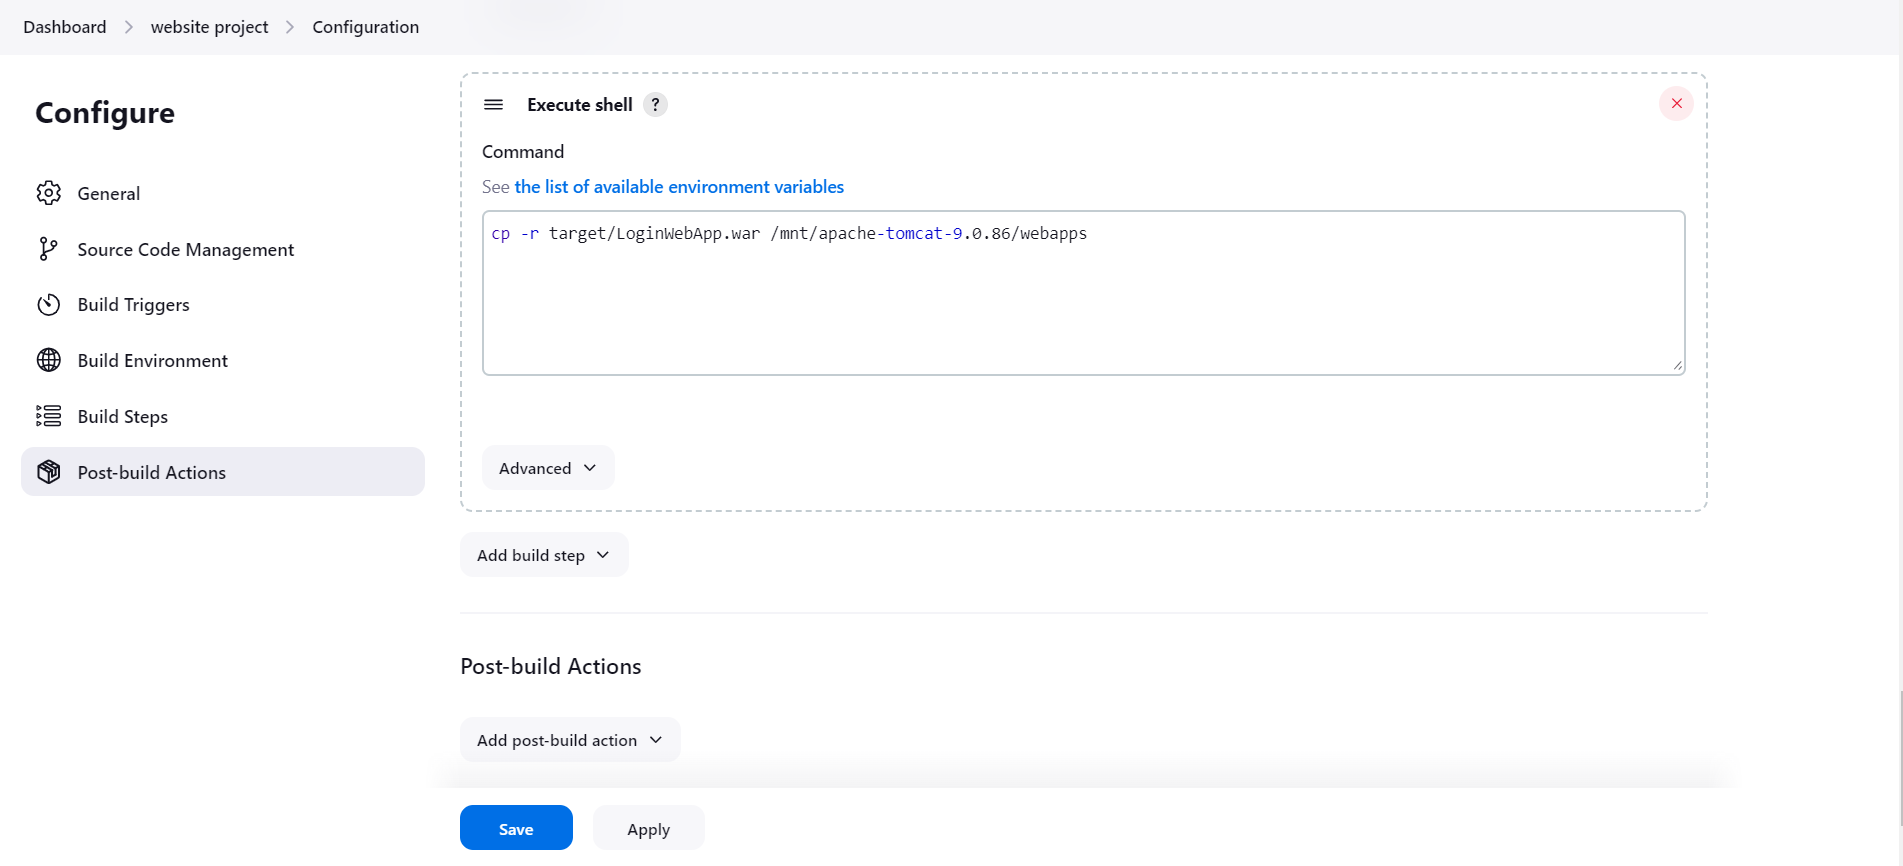 Dashboard > website project > Configuration
Configure
General
Source Code Management
Build Triggers
Build Environment
Build Steps
Post-build Actions
Execute shell ?
Command
See the list of available environment variables
cp -r target/LoginWebApp.war /mnt/apache-tomcat-9.0.86/webapps
Advanced
Add build step
Post-build Actions
Add post-build action
Save Apply